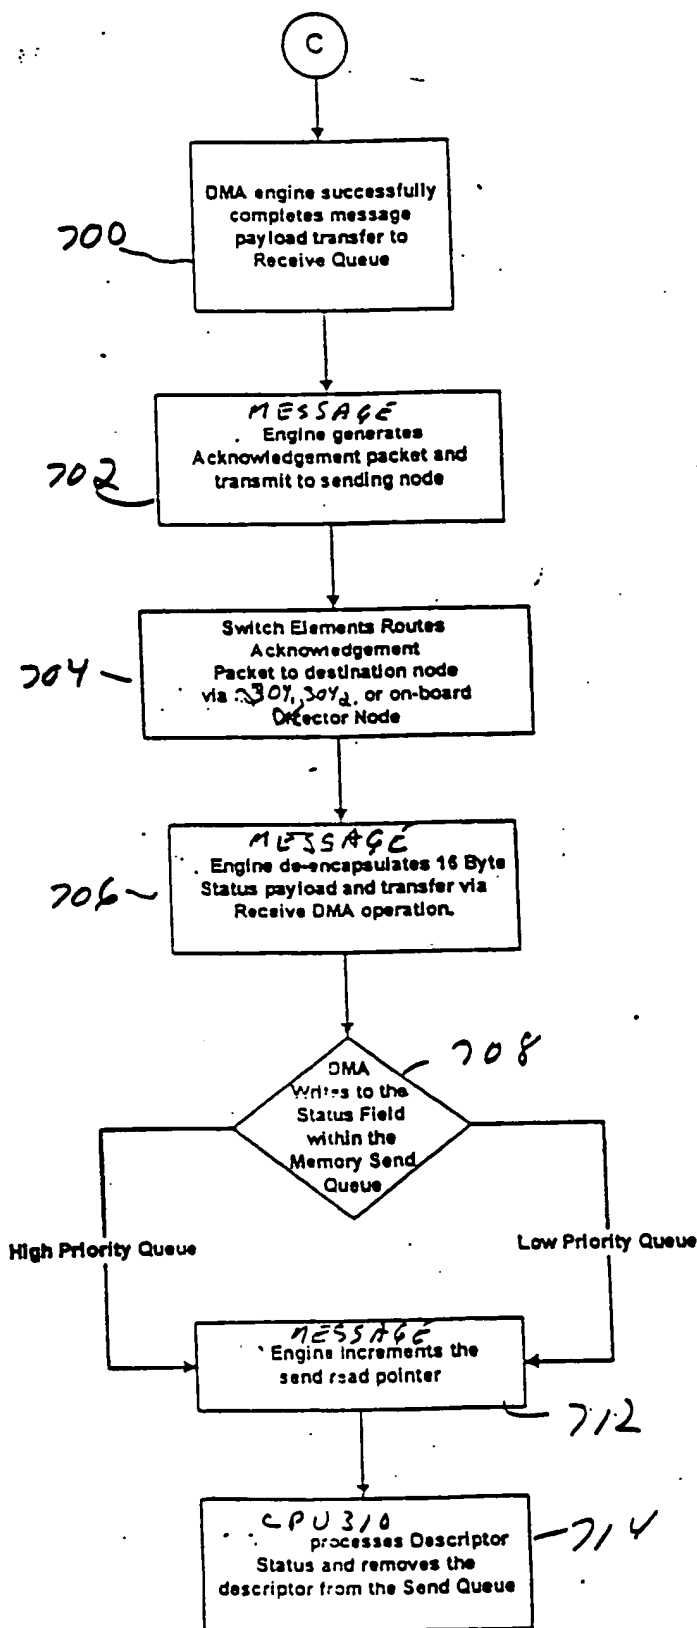 C
DMA engine successfully
completes message
payload transfer to
Receive Queue
700
MESSAGE
Engine generates
Acknowledgement packet and
transmit to sending node
702
Switch Elements Routes
Acknowledgement
Packet to destination node
via 304, 304₂, or on-board
Director Node
704
MESSAGE
Engine de-encapsulates 16 Byte
Status payload and transfer via
Receive DMA operation.
706
708
DMA
Writes to the
Status Field
within the
Memory Send
Queue
High Priority Queue
Low Priority Queue
MESSAGE
Engine increments the
send read pointer
712
CPU 310
processes Descriptor
Status and removes the
descriptor from the Send Queue
714